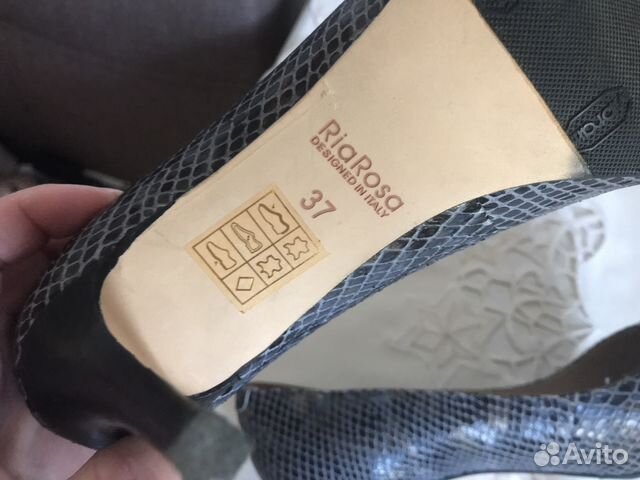 RiaRosa
DESIGNED IN ITALY
37
Avito